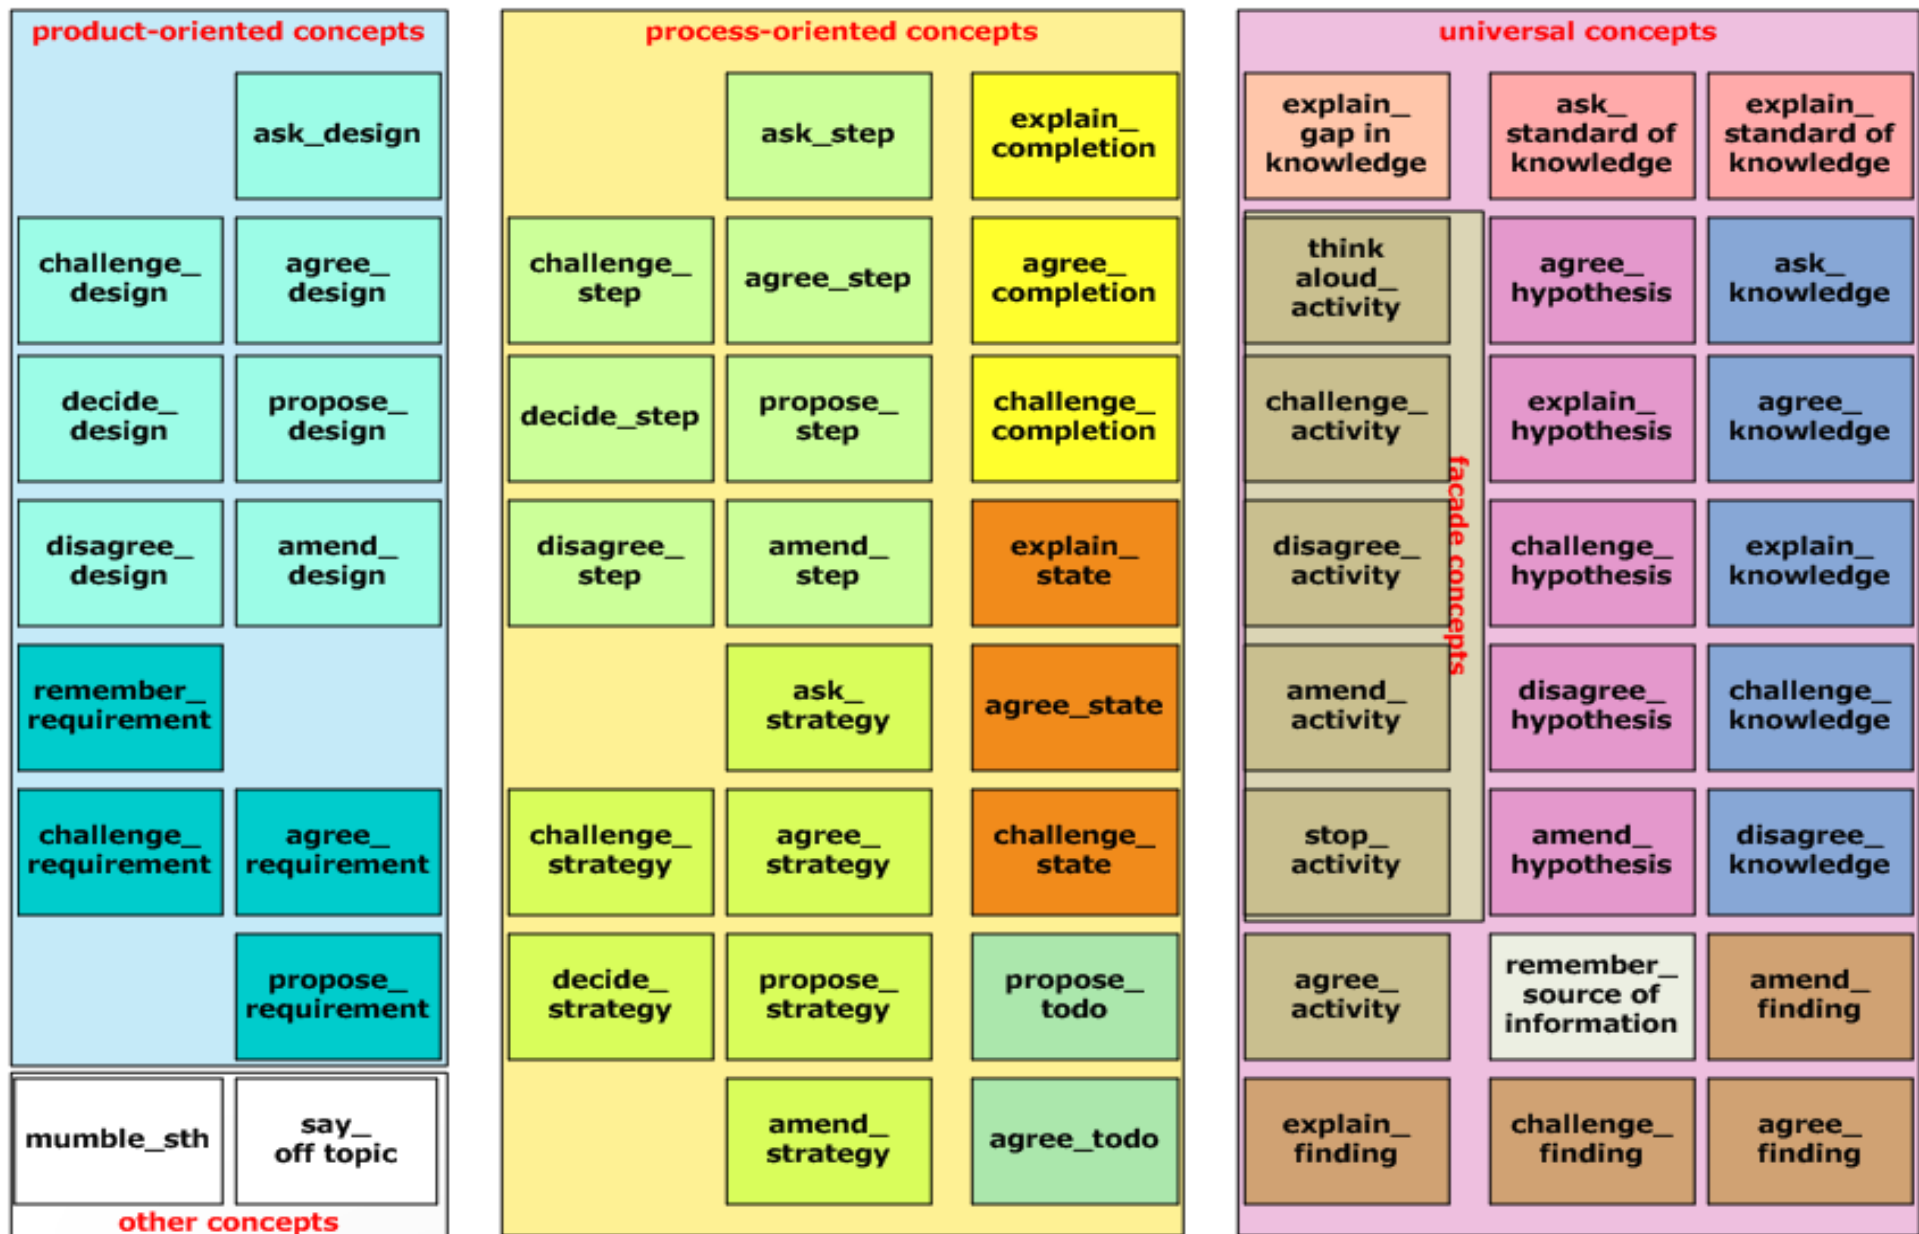 product-oriented concepts
ask_design
challenge_
design
agree_
design
decide_
design
propose_
design
disagree_
design
amend_
design
remember_
requirement
challenge_
requirement
agree_
requirement
propose_
requirement
mumble_sth
say_
off topic
other concepts
process-oriented concepts
ask_step
explain_
completion
challenge_
step
agree_step
agree_
completion
decide_step
propose_
step
challenge_
completion
disagree_
step
amend_
step
explain_
state
ask_
strategy
agree_state
challenge_
strategy
agree_
strategy
challenge_
state
decide_
strategy
propose_
strategy
propose_
todo
amend_
strategy
agree_todo
universal concepts
explain_
gap in
knowledge
ask_
standard of
knowledge
explain_
standard of
knowledge
think
aloud_
activity
agree_
hypothesis
ask_
knowledge
challenge_
activity
explain_
hypothesis
agree_
knowledge
facade concepts
disagree_
activity
challenge_
hypothesis
explain_
knowledge
amend_
activity
disagree_
hypothesis
challenge_
knowledge
stop_
activity
amend_
hypothesis
disagree_
knowledge
agree_
activity
remember_
source of
information
amend_
finding
explain_
finding
challenge_
finding
agree_
finding